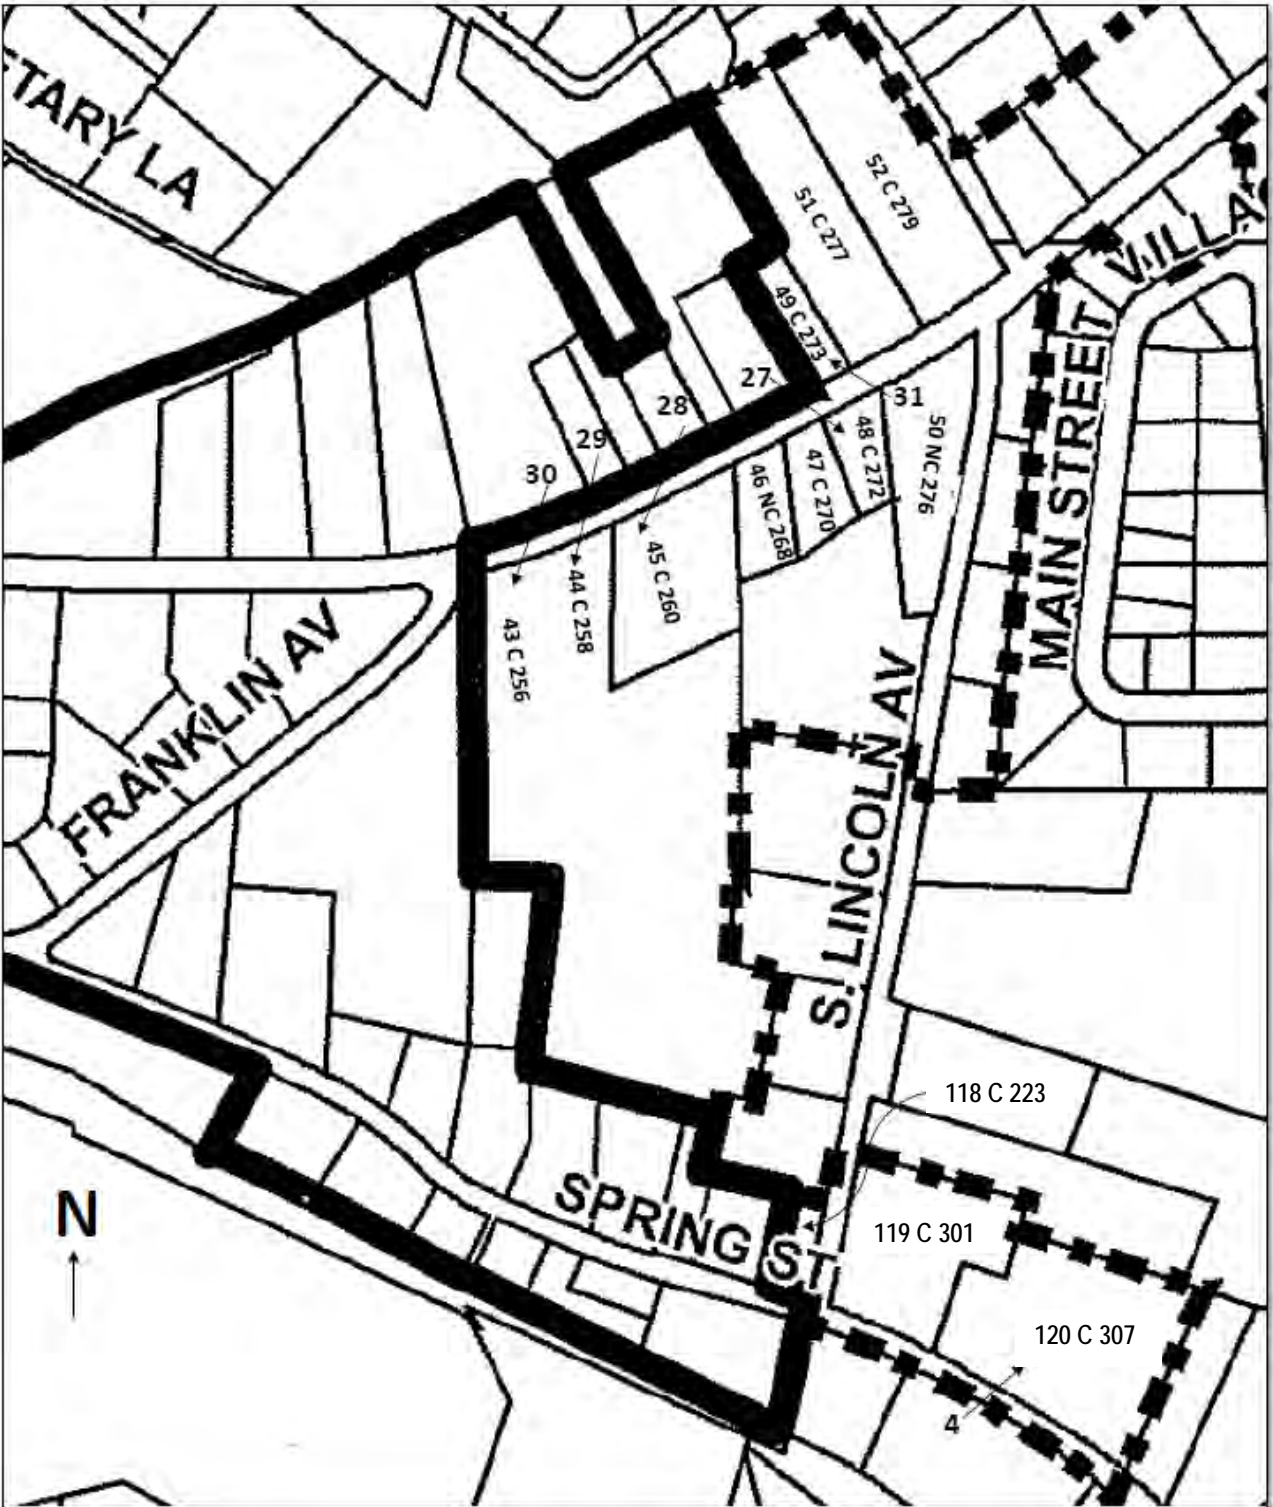 ETARY LA
52 C 279
51 C 277
VILLA
49 C 273
27
31
28
50 NC 276
48 C 272
29
47 C 270
MAIN STREET
30
46 NC 268
45 C 260
44 C 258
43 C 256
FRANKLIN AV
S. LINCOLN AV
118 C 223
N
SPRING ST
119 C 301
120 C 307
4